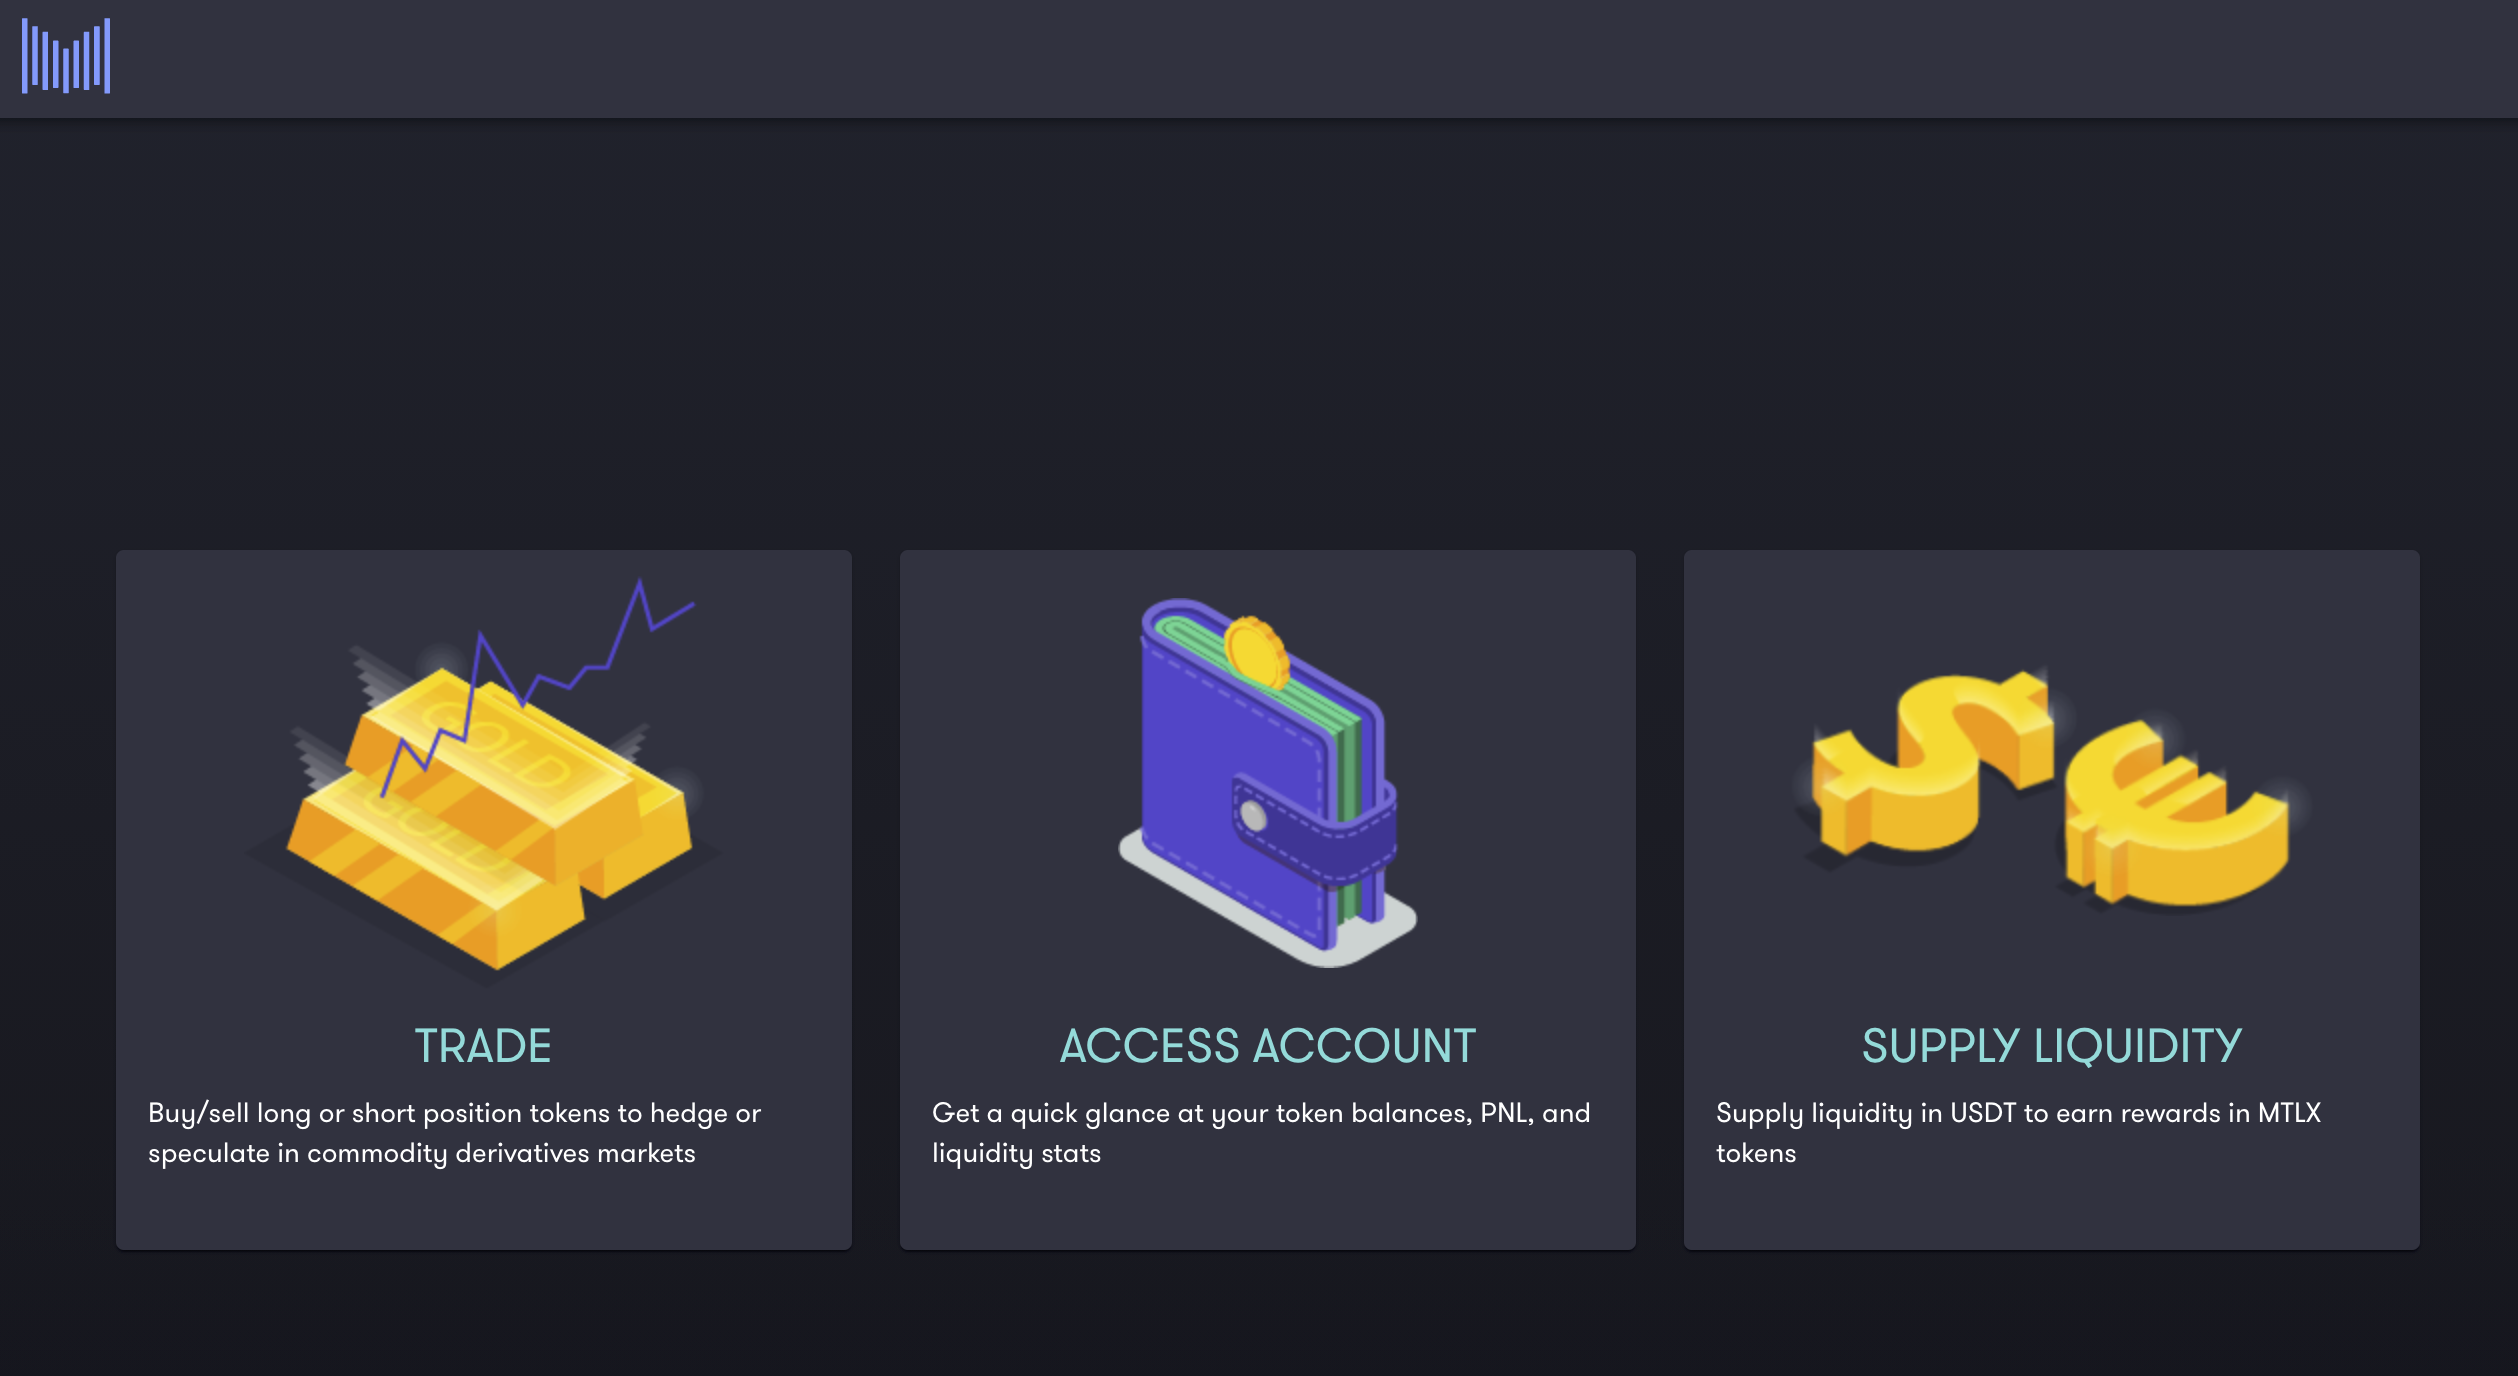 GOLD
GOLD
TRADE
Buy/sell long or short position tokens to hedge or
speculate in commodity derivatives markets
ACCESS ACCOUNT
Get a quick glance at your token balances, PNL, and
liquidity stats
SUPPLY LIQUIDITY
Supply liquidity in USDT to earn rewards in MTLX
tokens